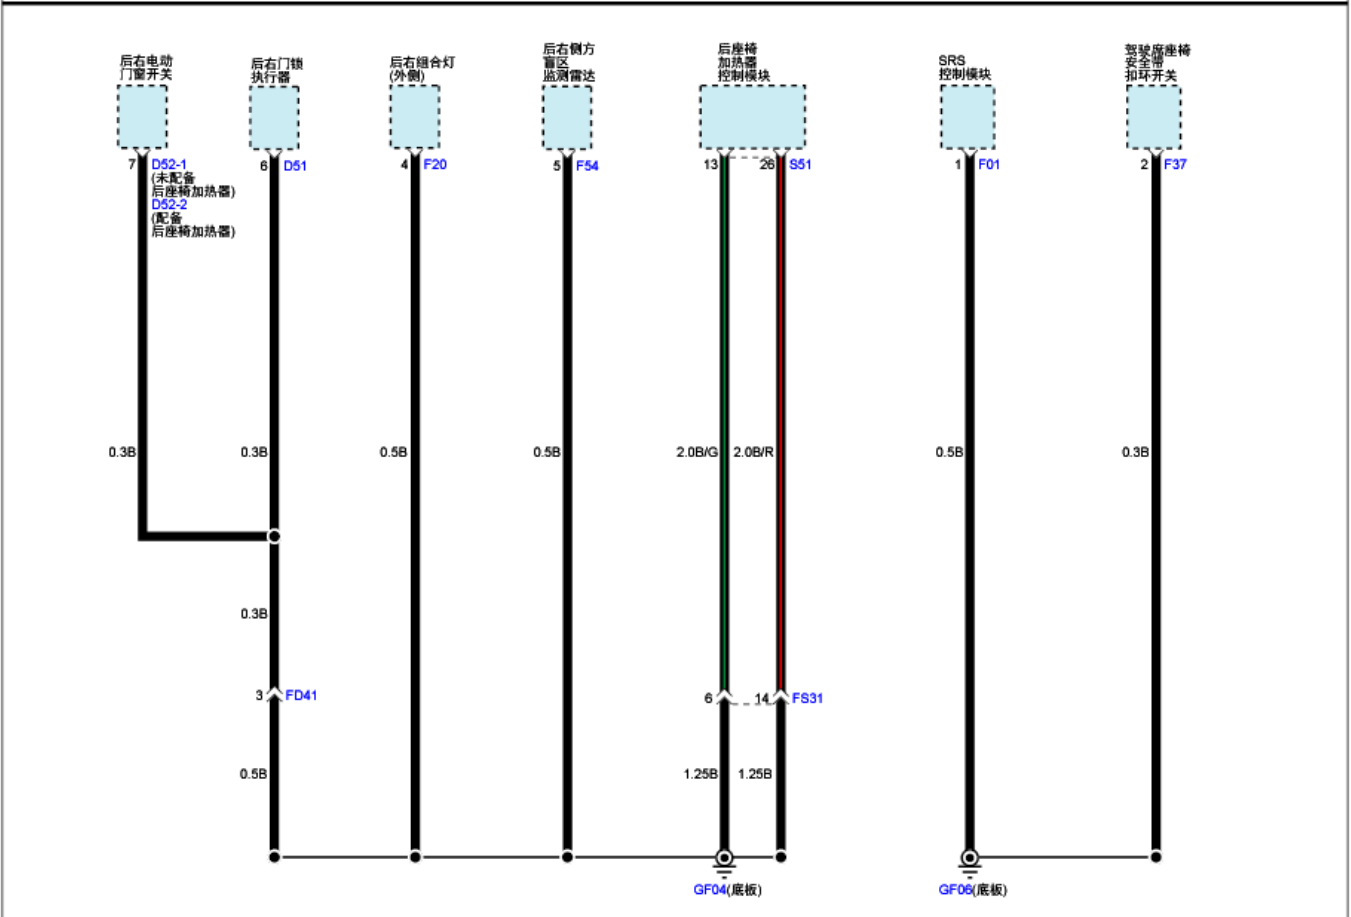 后右电动
门窗开关
后右门锁
执行器
后右组合灯
(外侧)
后右侧方
盲区
监测雷达
后座椅
加热器
控制模块
SRS
控制模块
驾驶席座椅
安全带
扣环开关
7
D52-1
(未配备
后座椅加热器)
D52-2
(配备
后座椅加热器)
6
D51
4
F20
5
F54
13
26
S51
1
F01
2
F37
0.3B
0.3B
0.5B
0.5B
2.0B/G
2.0B/R
0.5B
0.3B
0.3B
3
FD41
6
14
FS31
0.5B
1.25B
1.25B
GF04(底板)
GF06(底板)